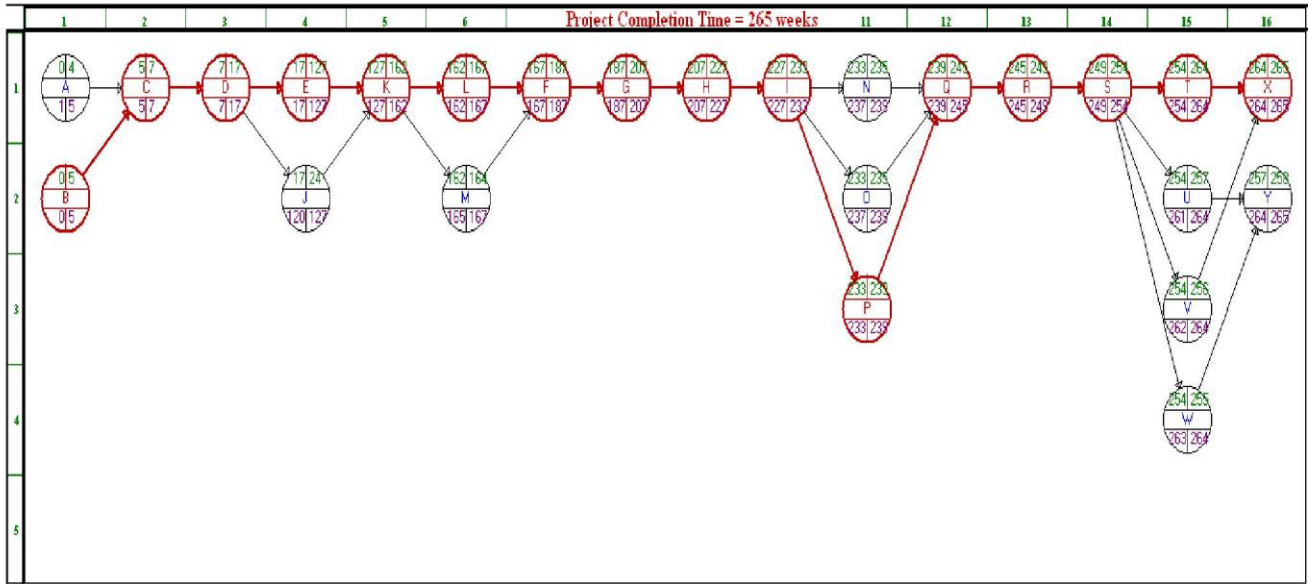 1 2 3 4 5 6 Project Completion Time = 265 weeks 11 12 13 14 15 16
0|4 5|7 7|17 17|127 127|162 162|167 167|187 187|207 207|227 227|233 233|235 239|245 245|249 249|254 254|264 264|265
1 A C D E K L F G H I N Q R S T X
1|5 5|7 7|17 17|127 127|162 162|167 167|187 187|207 207|227 227|233 237|239 239|245 245|249 249|254 254|264 264|265
0|5 17|24 162|164 233|235 254|257 257|258
2 B J M O U Y
0|5 120|127 165|167 237|239 261|264 264|265
233|239 254|256
3 P V
233|239 262|264
254|255
4 W
263|264
5